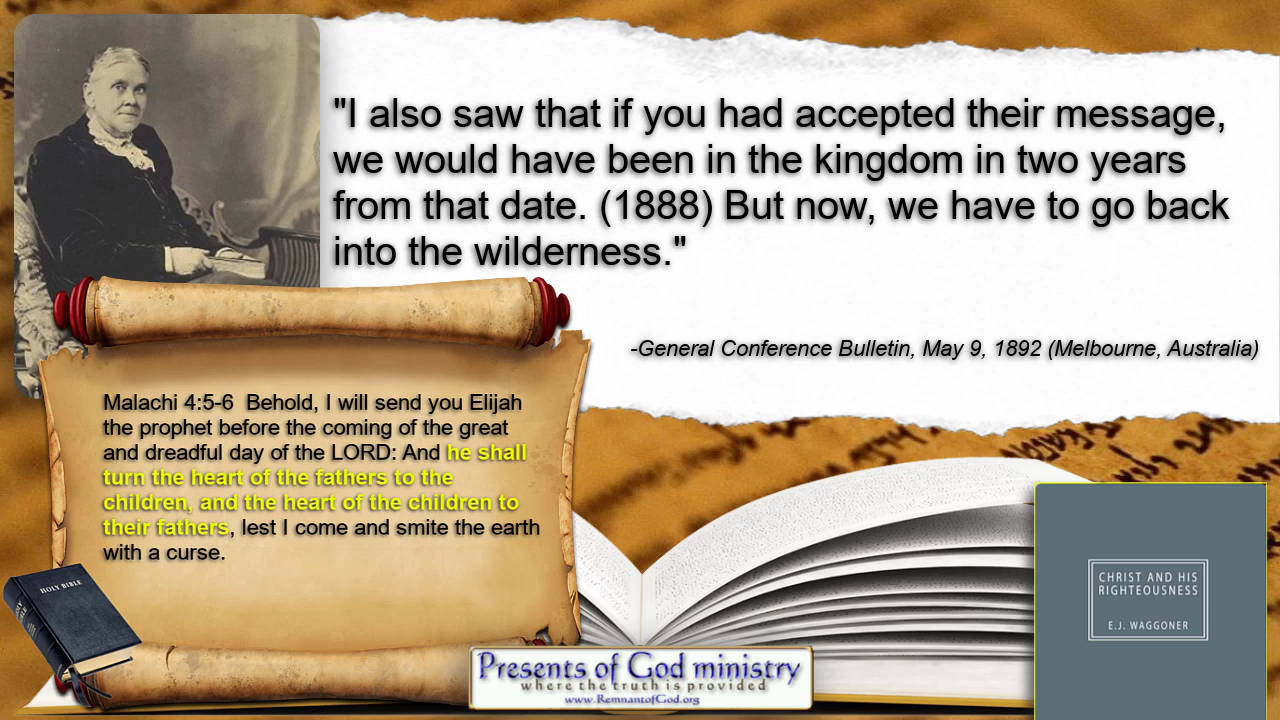 "I also saw that if you had accepted their message,
we would have been in the kingdom in two years
from that date. (1888) But now, we have to go back
into the wilderness."
-General Conference Bulletin, May 9, 1892 (Melbourne, Australia)
Malachi 4:5-6  Behold, I will send you Elijah
the prophet before the coming of the great
and dreadful day of the LORD: And he shall
turn the heart of the fathers to the
children, and the heart of the children to
their fathers, lest I come and smite the earth
with a curse.
HOLY BIBLE
CHRIST AND HIS
RIGHTEOUSNESS
E.J. WAGGONER
Presents of God ministry
where the truth is provided
www.RemnantofGod.org